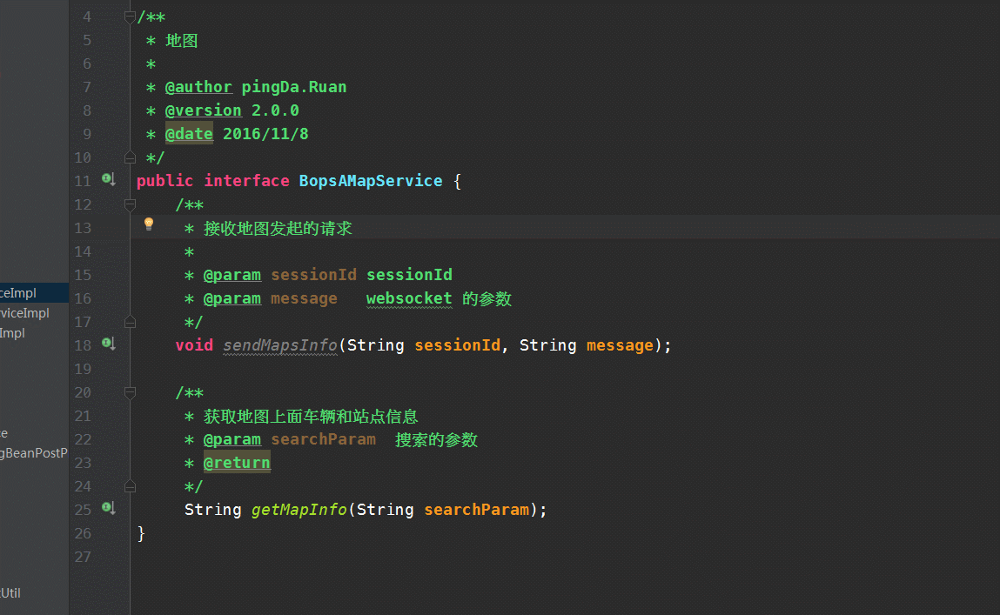 4 /**
5 * 地图
6 *
7 * @author pingDa.Ruan
8 * @version 2.0.0
9 * @date 2016/11/8
10 */
11 public interface BopsAMapService {
12 /**
13 * 接收地图发起的请求
14 *
15 * @param sessionId sessionId
16 * @param message websocket 的参数
17 */
18 void sendMapsInfo(String sessionId, String message);
19
20 /**
21 * 获取地图上面车辆和站点信息
22 * @param searchParam 搜索的参数
23 * @return
24 */
25 String getMapInfo(String searchParam);
26 }
27
ceImpl
viceImpl
Impl
ce
gBeanPostP
Util